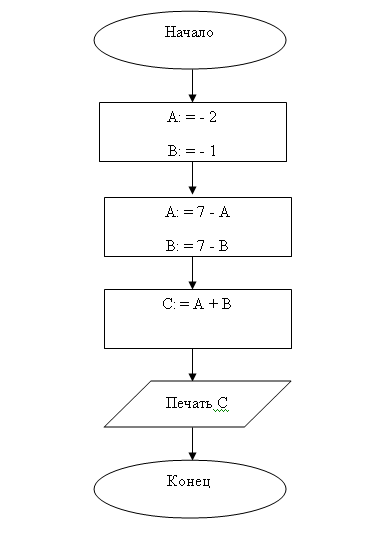 Начало
A: = - 2
B: = - 1
A: = 7 - A
B: = 7 - B
C: = A + B
Печать C
Конец